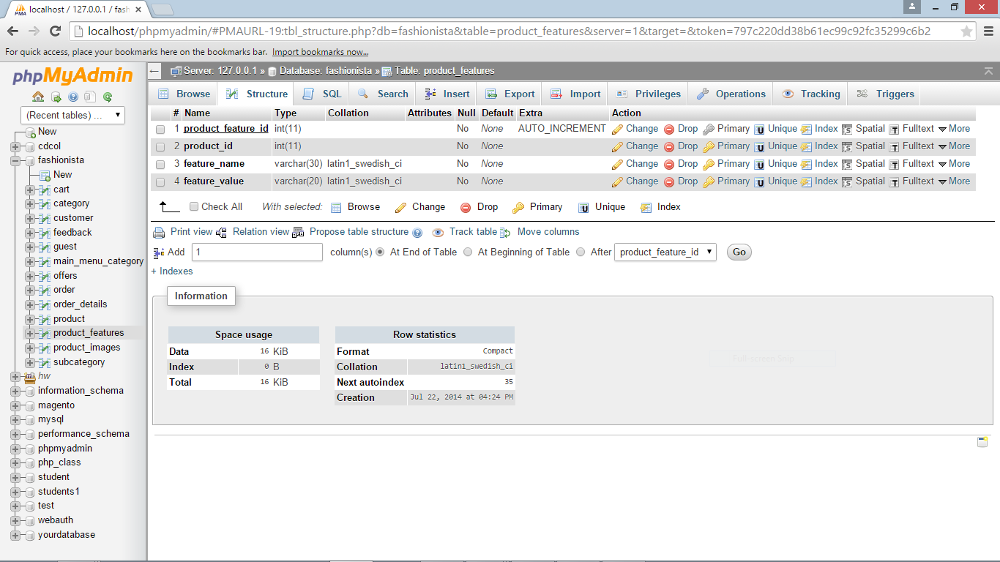 localhost / 127.0.0.1 / fash
localhost/phpmyadmin/#PMAURL-19:tbl_structure.php?db=fashionista&table=product_features&server=1&target=&token=797c220dd38b61ec99c92fc35299c6b2
For quick access, place your bookmarks here on the bookmarks bar. Import bookmarks now...
phpMyAdmin
(Recent tables) ...
New
cdcol
fashionista
New
cart
category
customer
feedback
guest
main_menu_category
offers
order
order_details
product
product_features
product_images
subcategory
hw
information_schema
magento
mysql
performance_schema
phpmyadmin
php_class
student
students1
test
webauth
yourdatabase
Server: 127.0.0.1 » Database: fashionista » Table: product_features
Browse Structure SQL Search Insert Export Import Privileges Operations Tracking Triggers
# Name Type Collation Attributes Null Default Extra Action
1 product_feature_id int(11) No None AUTO_INCREMENT Change Drop Primary Unique Index Spatial Fulltext More
2 product_id int(11) No None Change Drop Primary Unique Index Spatial Fulltext More
3 feature_name varchar(30) latin1_swedish_ci No None Change Drop Primary Unique Index Spatial Fulltext More
4 feature_value varchar(20) latin1_swedish_ci No None Change Drop Primary Unique Index Spatial Fulltext More
Check All With selected: Browse Change Drop Primary Unique Index
Print view Relation view Propose table structure Track table Move columns
Add 1 column(s) At End of Table At Beginning of Table After product_feature_id Go
+ Indexes
Information
Space usage
Data 16 KiB
Index 0 B
Total 16 KiB
Row statistics
Format Compact
Collation latin1_swedish_ci
Next autoindex 35
Creation Jul 22, 2014 at 04:24 PM
Full-screen Snip